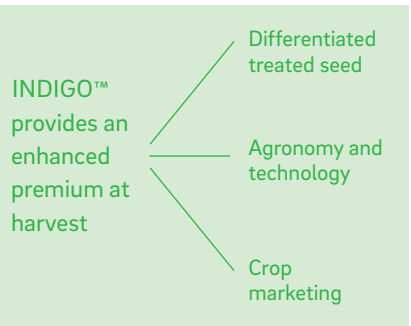 INDIGO™
provides an
enhanced
premium at
harvest
Differentiated
treated seed
Agronomy and
technology
Crop
marketing